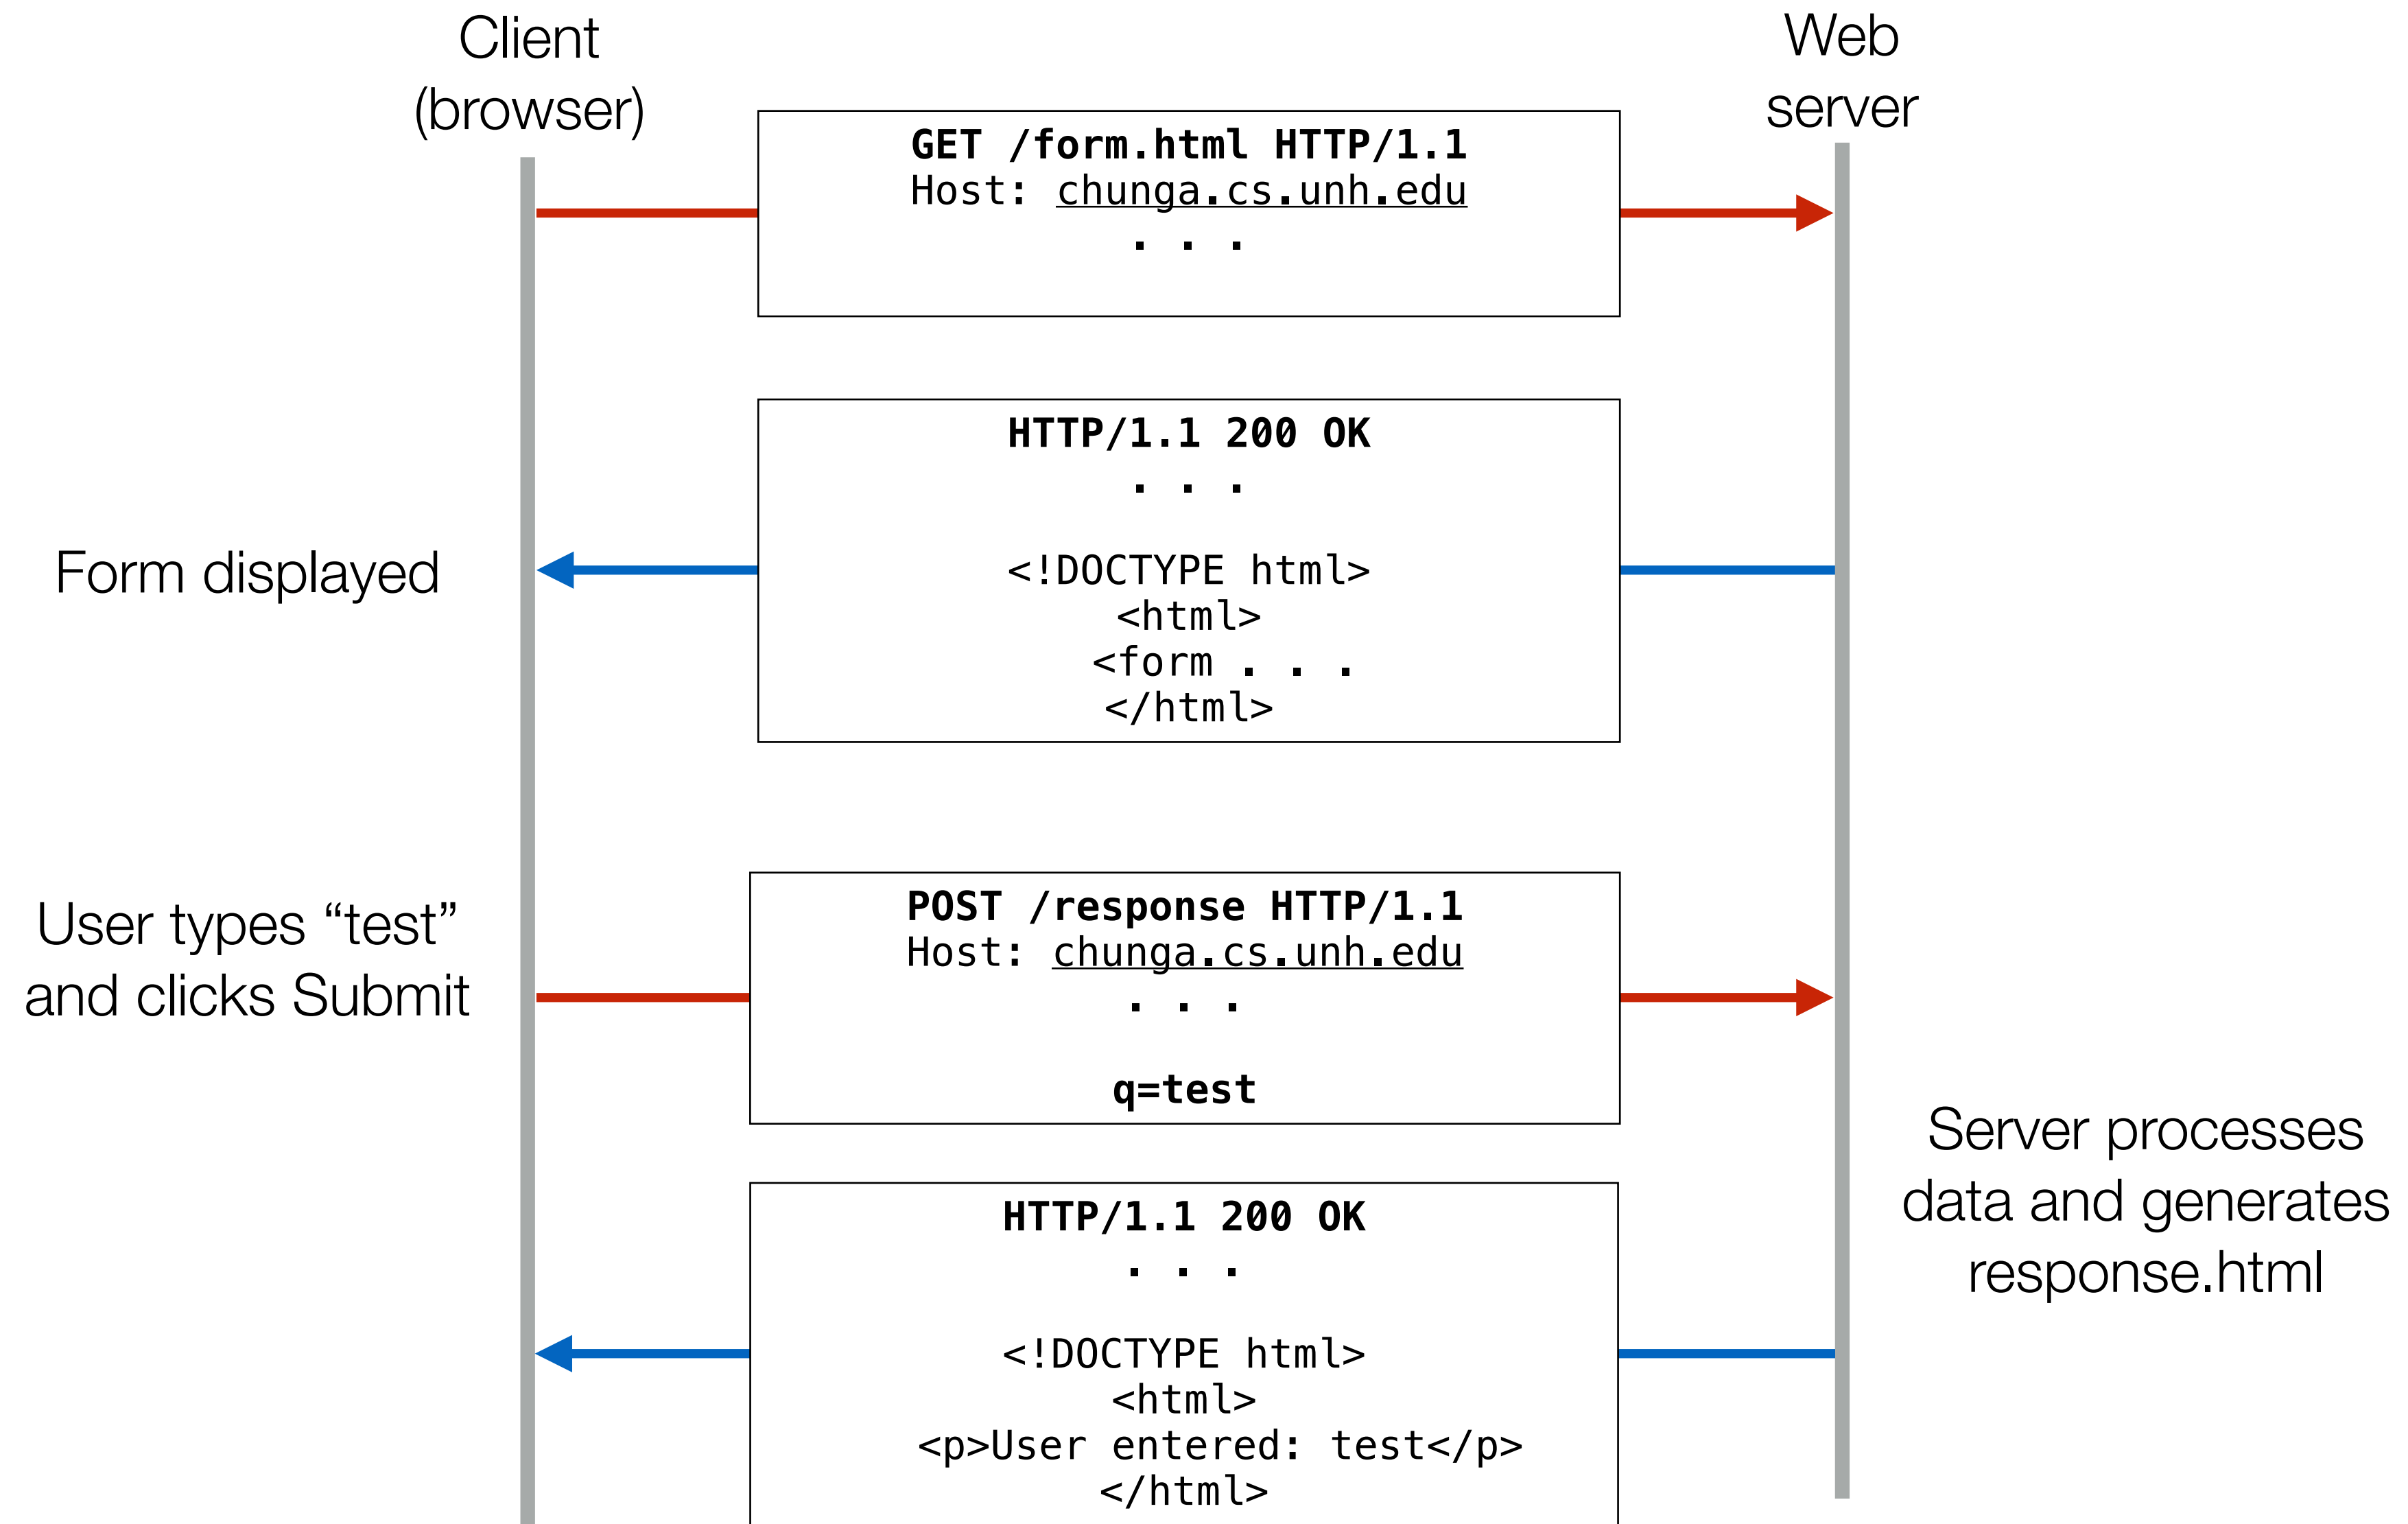 Client
(browser)
Web
server
GET /form.html HTTP/1.1
Host: chunga.cs.unh.edu
. . .
HTTP/1.1 200 OK
. . .
<!DOCTYPE html>
<html>
<form . . .
</html>
Form displayed
User types “test”
and clicks Submit
POST /response HTTP/1.1
Host: chunga.cs.unh.edu
. . .
q=test
Server processes
data and generates
response.html
HTTP/1.1 200 OK
. . .
<!DOCTYPE html>
<html>
<p>User entered: test</p>
</html>